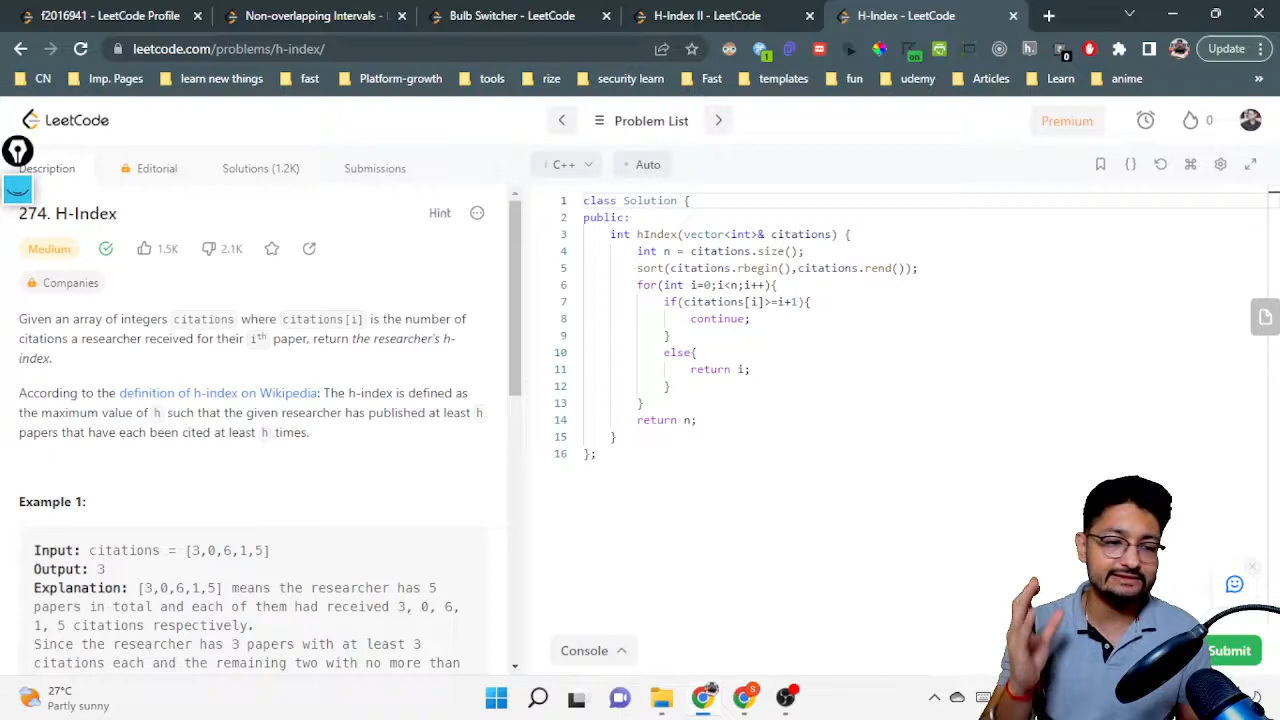 f2016941 - LeetCode Profile
Non-overlapping Intervals -
Bulb Switcher - LeetCode
H-Index II - LeetCode
H-Index - LeetCode
leetcode.com/problems/h-index/
1
on
0
Update
CN
Imp. Pages
learn new things
fast
Platform-growth
tools
rise
security learn
Fast
templates
fun
udemy
Articles
Learn
anime
»
LeetCode
Problem List
Premium
0
Description
Editorial
Solutions (1.2K)
Submissions
i C++
Auto
274. H-Index
Hint
Medium
1.5K
2.1K
Companies
Given an array of integers citations where citations[i] is the number of
citations a researcher received for their ith paper, return the researcher's h-
index.
According to the definition of h-index on Wikipedia: The h-index is defined as
the maximum value of h such that the given researcher has published at least h
papers that have each been cited at least h times.
Example 1:
Input: citations = [3,0,6,1,5]
Output: 3
Explanation: [3,0,6,1,5] means the researcher has 5
papers in total and each of them had received 3, 0, 6,
1, 5 citations respectively.
Since the researcher has 3 papers with at least 3
citations each and the remaining two with no more than
1 class Solution {
2 public:
3 int hIndex(vector<int>& citations) {
4 int n = citations.size();
5 sort(citations.rbegin(),citations.rend());
6 for(int i=0;i<n;i++){
7 if(citations[i]>=i+1){
8 continue;
9 }
10 else{
11 return i;
12 }
13 }
14 return n;
15 }
16 };
Console
Submit
27°C
Partly sunny